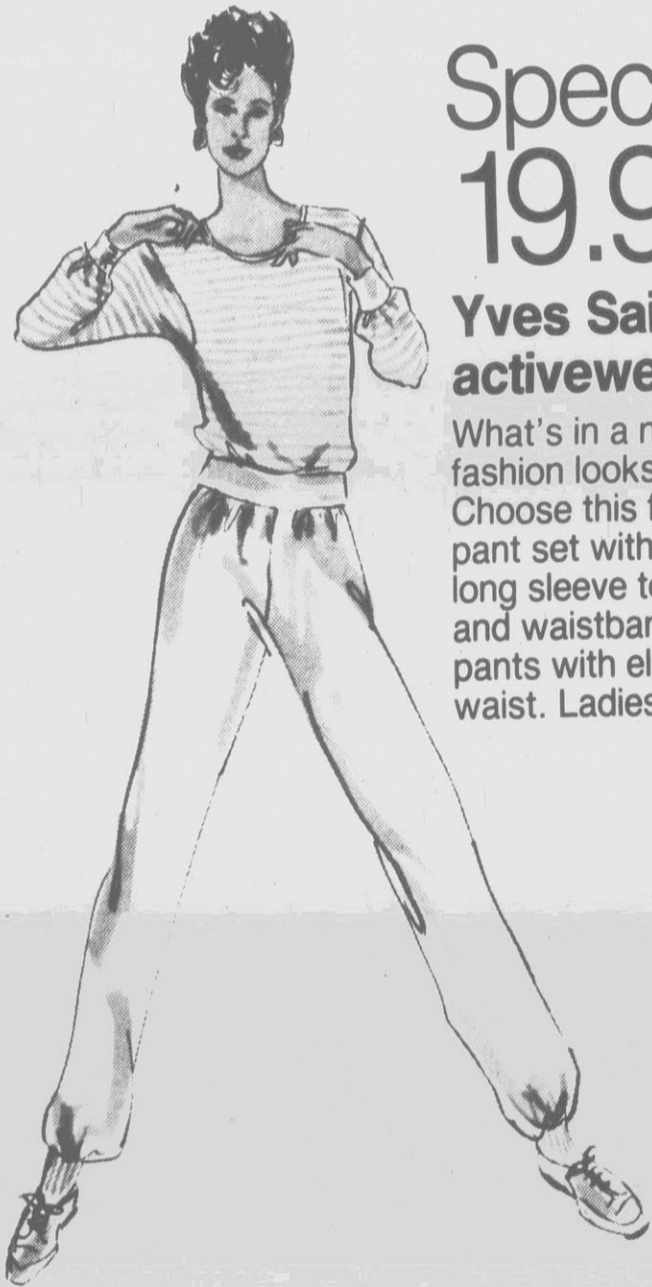 Spec
19.9
Yves Sai
activewe
What's in a n
fashion looks
Choose this f
pant set with
long sleeve t
and waistbar
pants with el
waist. Ladies